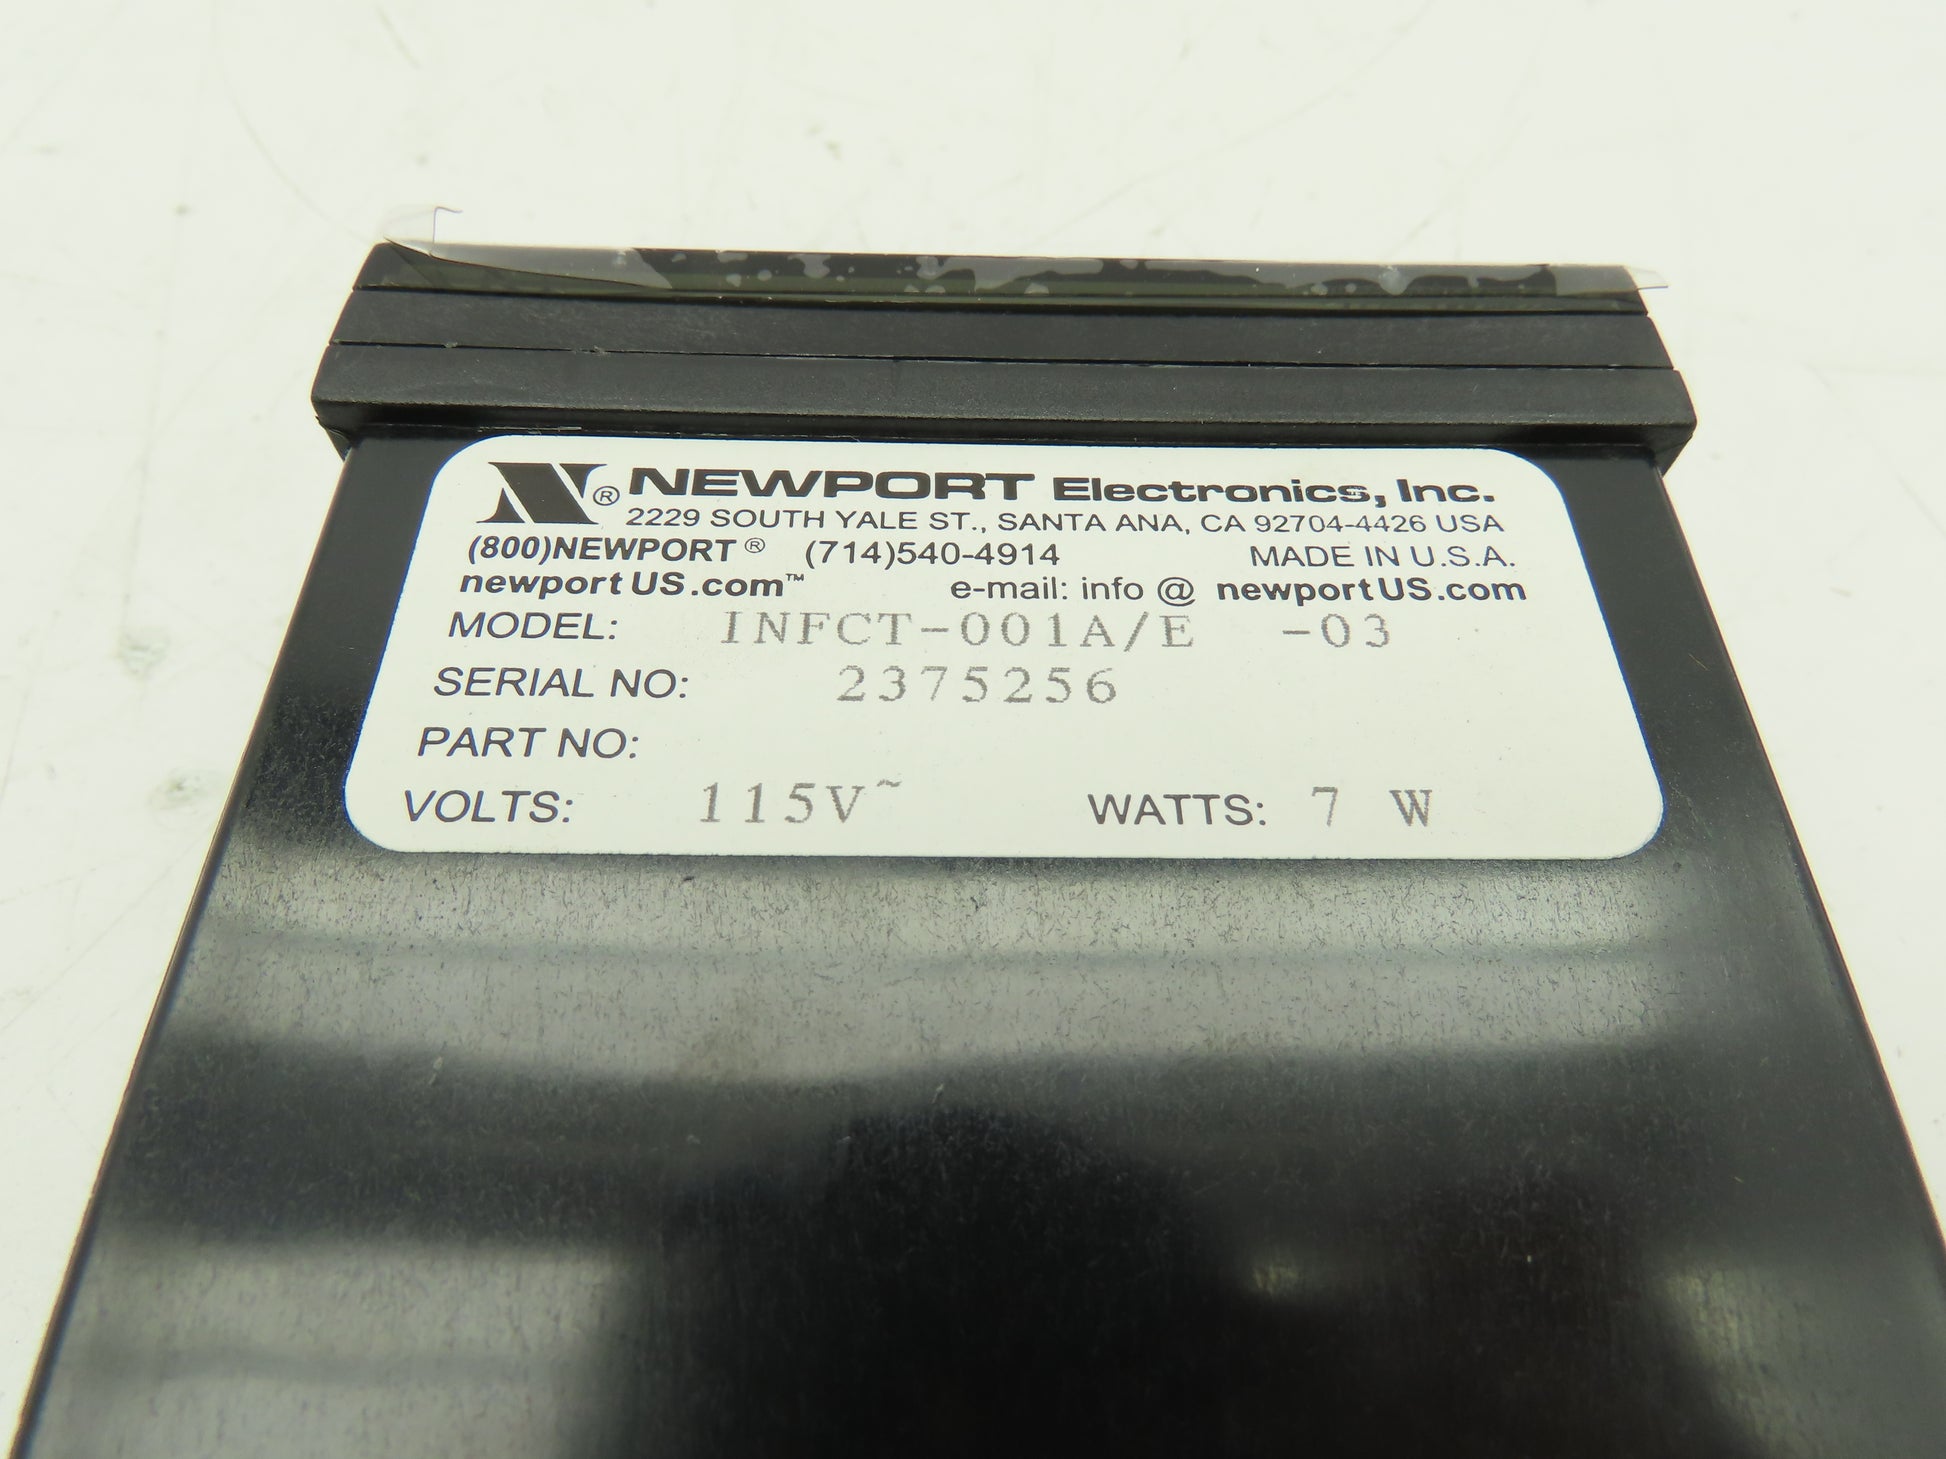 N® NEWPORT Electronics, Inc.
2229 SOUTH YALE ST., SANTA ANA, CA 92704-4426 USA
(800)NEWPORT® (714)540-4914 MADE IN U.S.A.
newportUS.com™ e-mail: info @ newportUS.com
MODEL: INFCT-001A/E -03
SERIAL NO: 2375256
PART NO:
VOLTS: 115V~ WATTS: 7 W